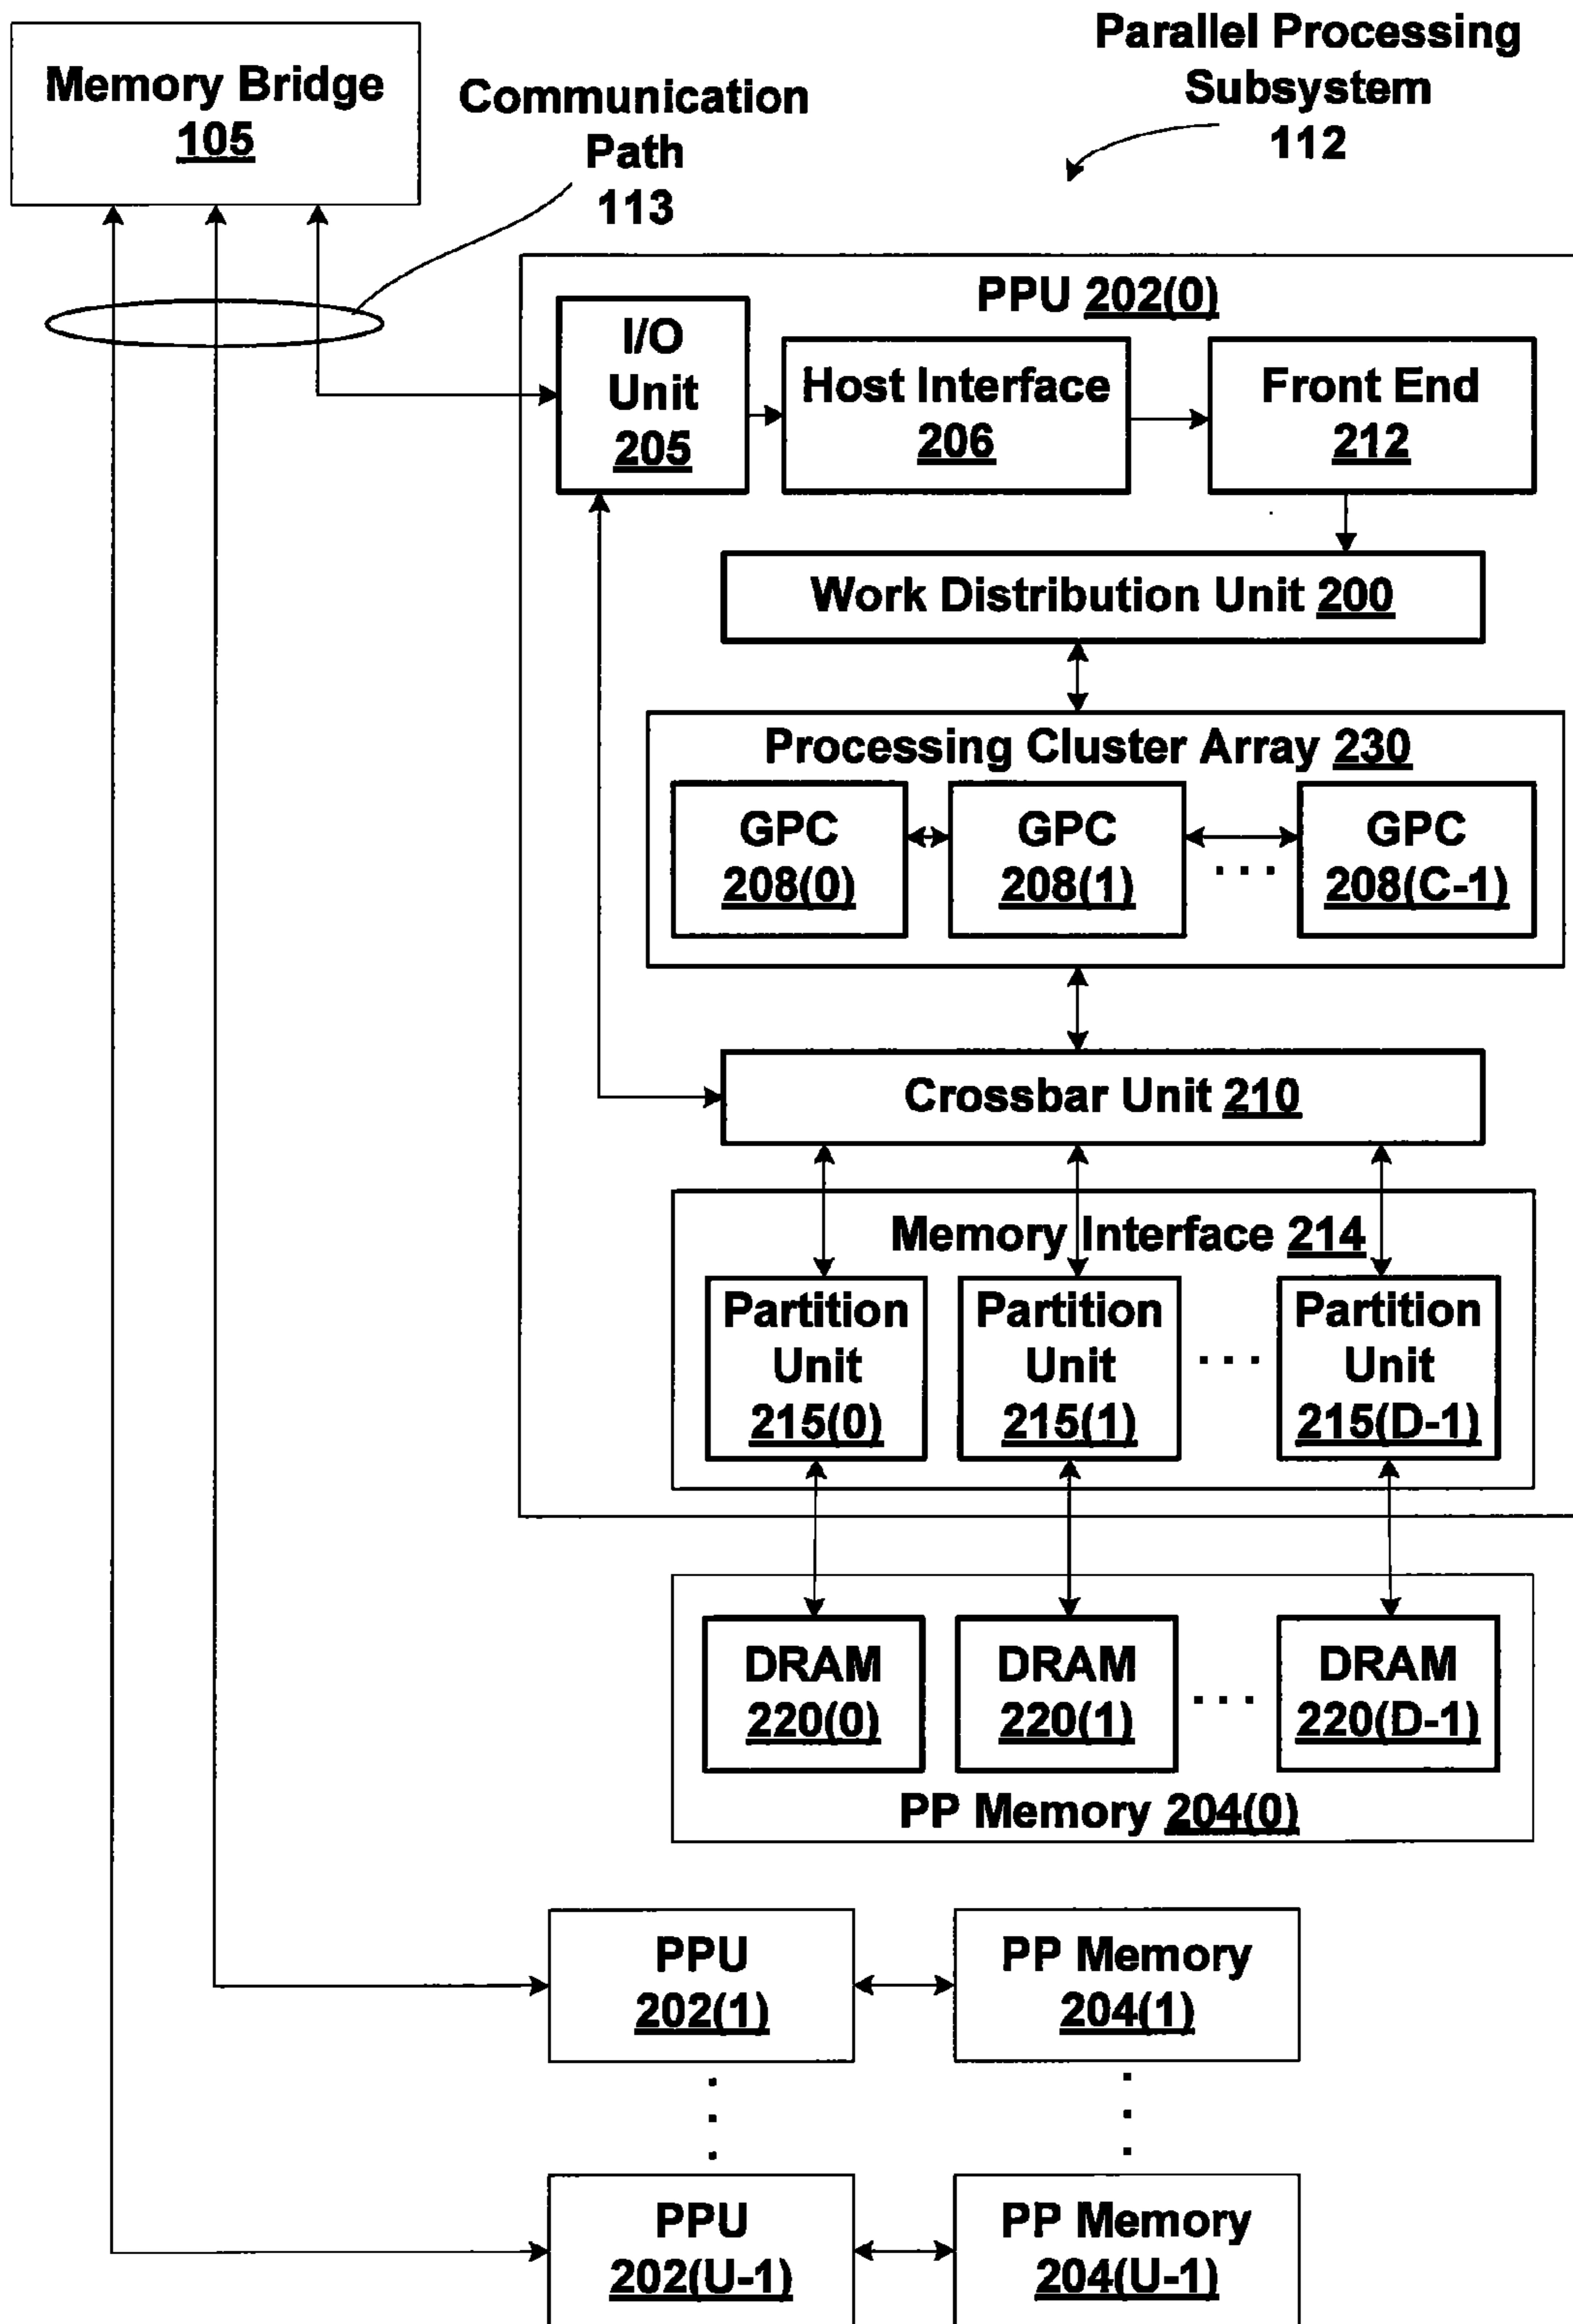 Memory Bridge
105
Communication
Path
113
Parallel Processing
Subsystem
112
PPU 202(0)
I/O
Unit
205
Host Interface
206
Front End
212
Work Distribution Unit 200
Processing Cluster Array 230
GPC
208(0)
GPC
208(1)
. . .
GPC
208(C-1)
Crossbar Unit 210
Memory Interface 214
Partition
Unit
215(0)
Partition
Unit
215(1)
. . .
Partition
Unit
215(D-1)
DRAM
220(0)
DRAM
220(1)
. . .
DRAM
220(D-1)
PP Memory 204(0)
PPU
202(1)
PP Memory
204(1)
PPU
202(U-1)
PP Memory
204(U-1)